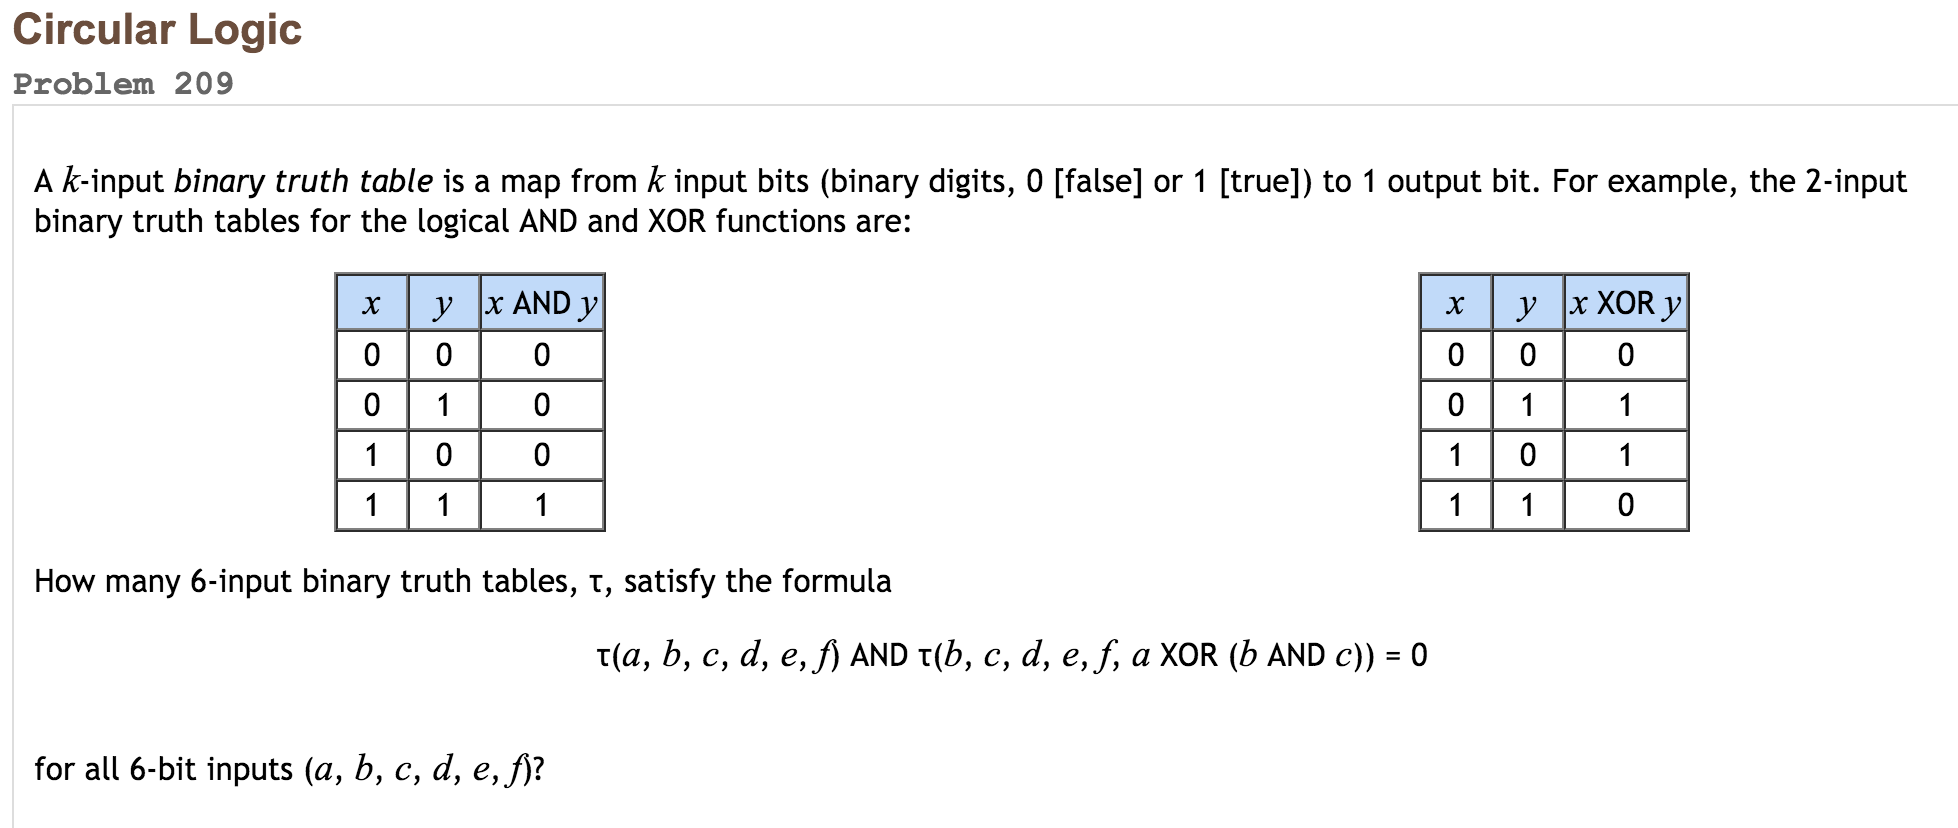 Circular Logic
Problem 209
A k-input binary truth table is a map from k input bits (binary digits, 0 [false] or 1 [true]) to 1 output bit. For example, the 2-input
binary truth tables for the logical AND and XOR functions are:
x y x AND y
0 0 0
0 1 0
1 0 0
1 1 1
x y x XOR y
0 0 0
0 1 1
1 0 1
1 1 0
How many 6-input binary truth tables, τ, satisfy the formula
τ(a, b, c, d, e, f) AND τ(b, c, d, e, f, a XOR (b AND c)) = 0
for all 6-bit inputs (a, b, c, d, e, f)?